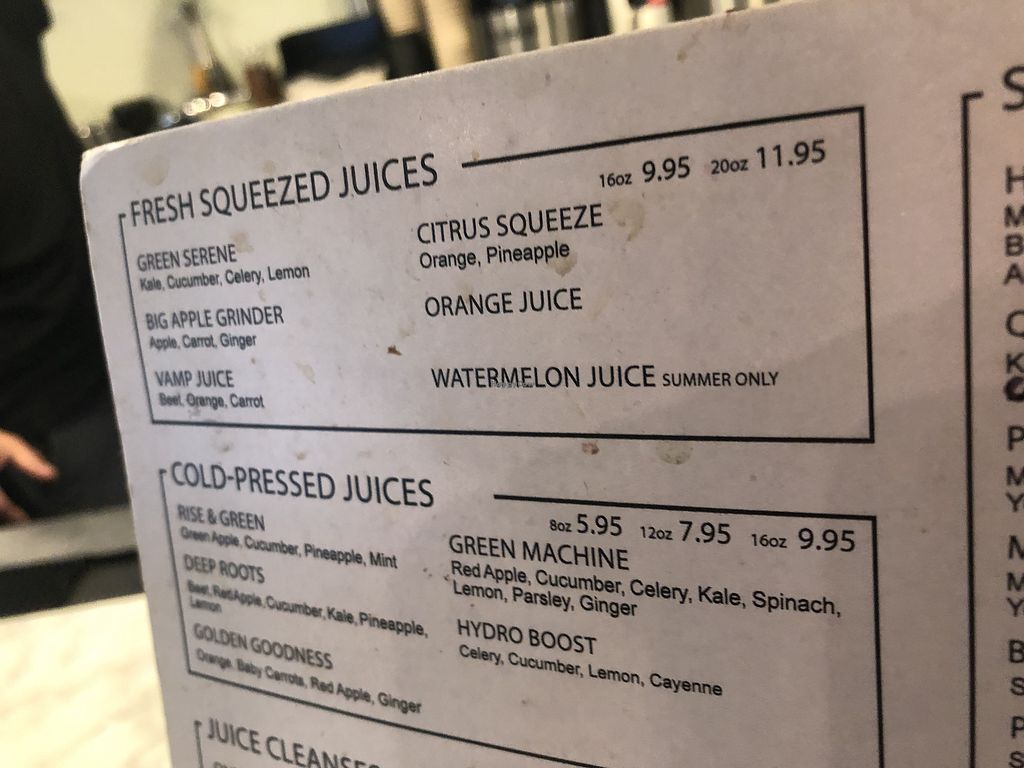 FRESH SQUEEZED JUICES
16oz 9.95 20oz 11.95
GREEN SERENE
Kale, Cucumber, Celery, Lemon
BIG APPLE GRINDER
Apple, Carrot, Ginger
VAMP JUICE
Beet, Orange, Carrot
CITRUS SQUEEZE
Orange, Pineapple
ORANGE JUICE
WATERMELON JUICE SUMMER ONLY
COLD-PRESSED JUICES
8oz 5.95 12oz 7.95 16oz 9.95
RISE & GREEN
Green Apple, Cucumber, Pineapple, Mint
DEEP ROOTS
Beet, Red Apple, Cucumber, Kale, Pineapple,
Lemon
GOLDEN GOODNESS
Orange, Baby Carrots, Red Apple, Ginger
GREEN MACHINE
Red Apple, Cucumber, Celery, Kale, Spinach,
Lemon, Parsley, Ginger
HYDRO BOOST
Celery, Cucumber, Lemon, Cayenne
JUICE CLEANSES